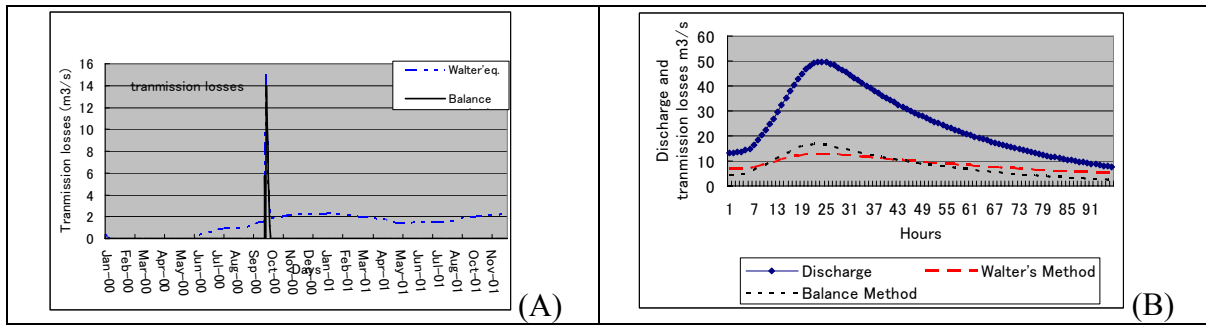 Tranmission losses (m3/s)
16
14
12
10
8
6
4
2
0
tranmission losses
Walter'eq.
Balance
Jan-00
Feb-00
Mar-00
Apr-00
May-00
Jun-00
Jul-00
Aug-00
Sep-00
Oct-00
Nov-00
Dec-00
Jan-01
Feb-01
Mar-01
Apr-01
May-01
Jun-01
Jul-01
Aug-01
Oct-01
Nov-01
Days
(A)
Discharge and
tranmission losses m3/s
60
50
40
30
20
10
0
1 7 13 19 25 31 37 43 49 55 61 67 73 79 85 91
Hours
Discharge
Walter's Method
Balance Method
(B)